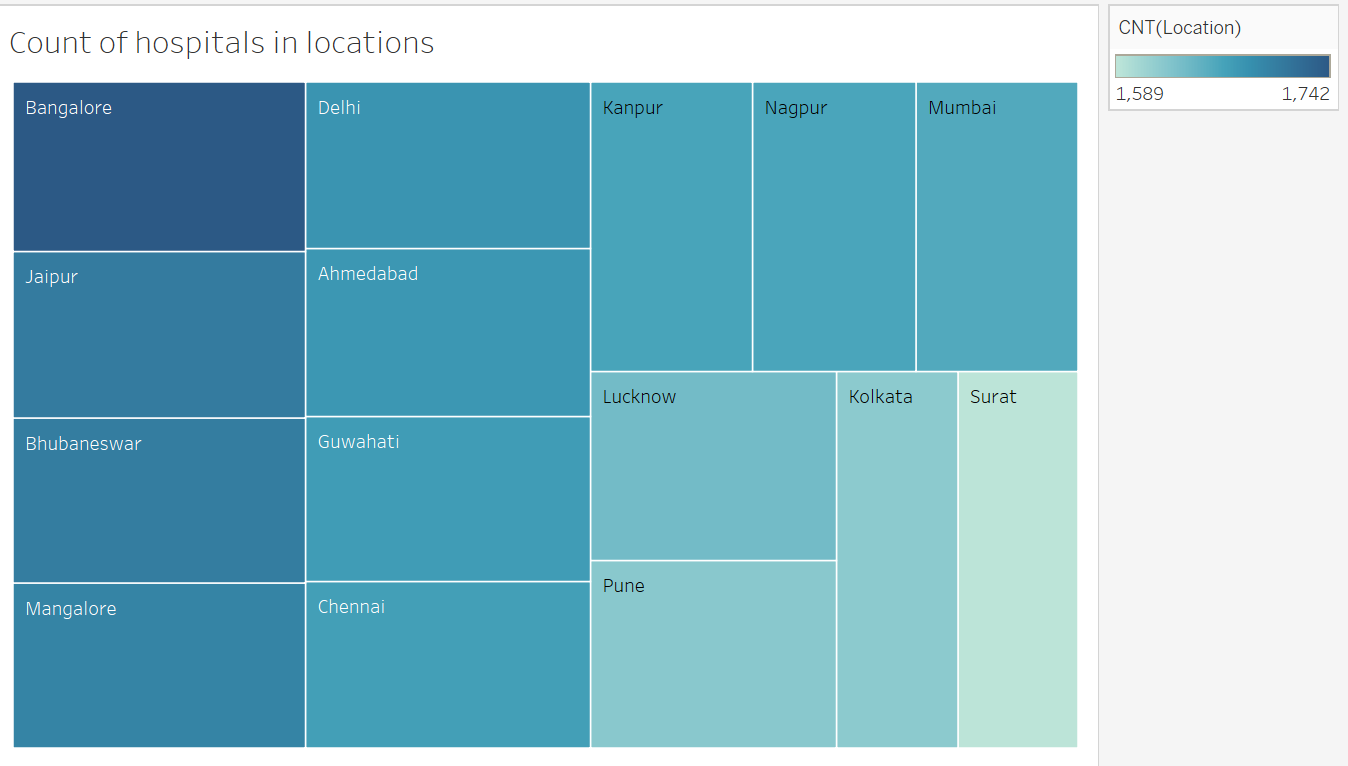 Count of hospitals in locations
Bangalore
Jaipur
Bhubaneswar
Mangalore
Delhi
Ahmedabad
Guwahati
Chennai
Kanpur
Nagpur
Mumbai
Lucknow
Pune
Kolkata
Surat
CNT(Location)
1,589 1,742